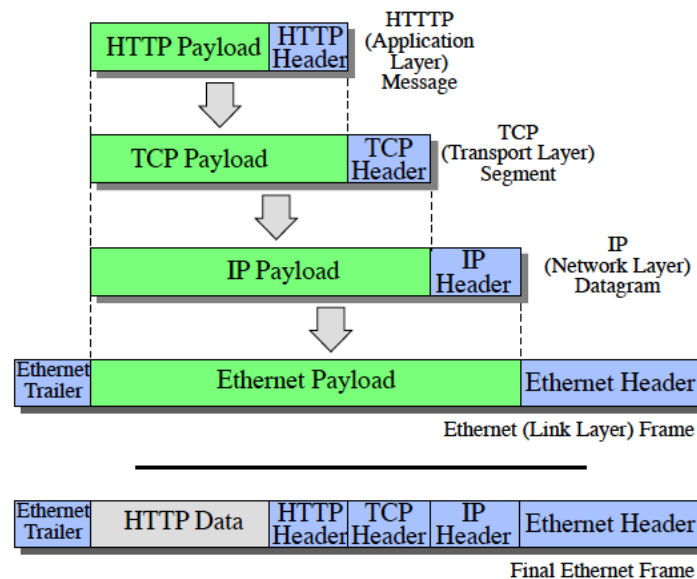 HTTP Payload
HTTP
Header
HTTTP
(Application
Layer)
Message
TCP Payload
TCP
Header
TCP
(Transport Layer)
Segment
IP Payload
IP
Header
IP
(Network Layer)
Datagram
Ethernet
Trailer
Ethernet Payload
Ethernet Header
Ethernet (Link Layer) Frame
Ethernet
Trailer
HTTP Data
HTTP
Header
TCP
Header
IP
Header
Ethernet Header
Final Ethernet Frame